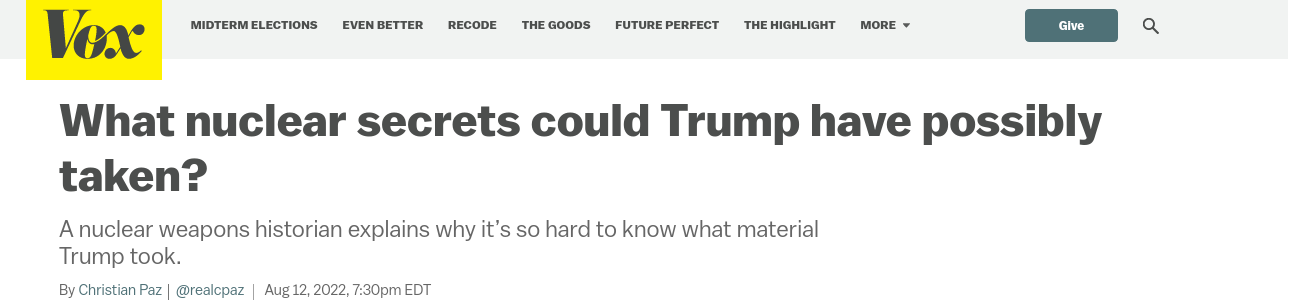 Vox
MIDTERM ELECTIONS EVEN BETTER RECODE THE GOODS FUTURE PERFECT THE HIGHLIGHT MORE Give
What nuclear secrets could Trump have possibly
taken?
A nuclear weapons historian explains why it’s so hard to know what material
Trump took.
By Christian Paz | @realcpaz | Aug 12, 2022, 7:30pm EDT